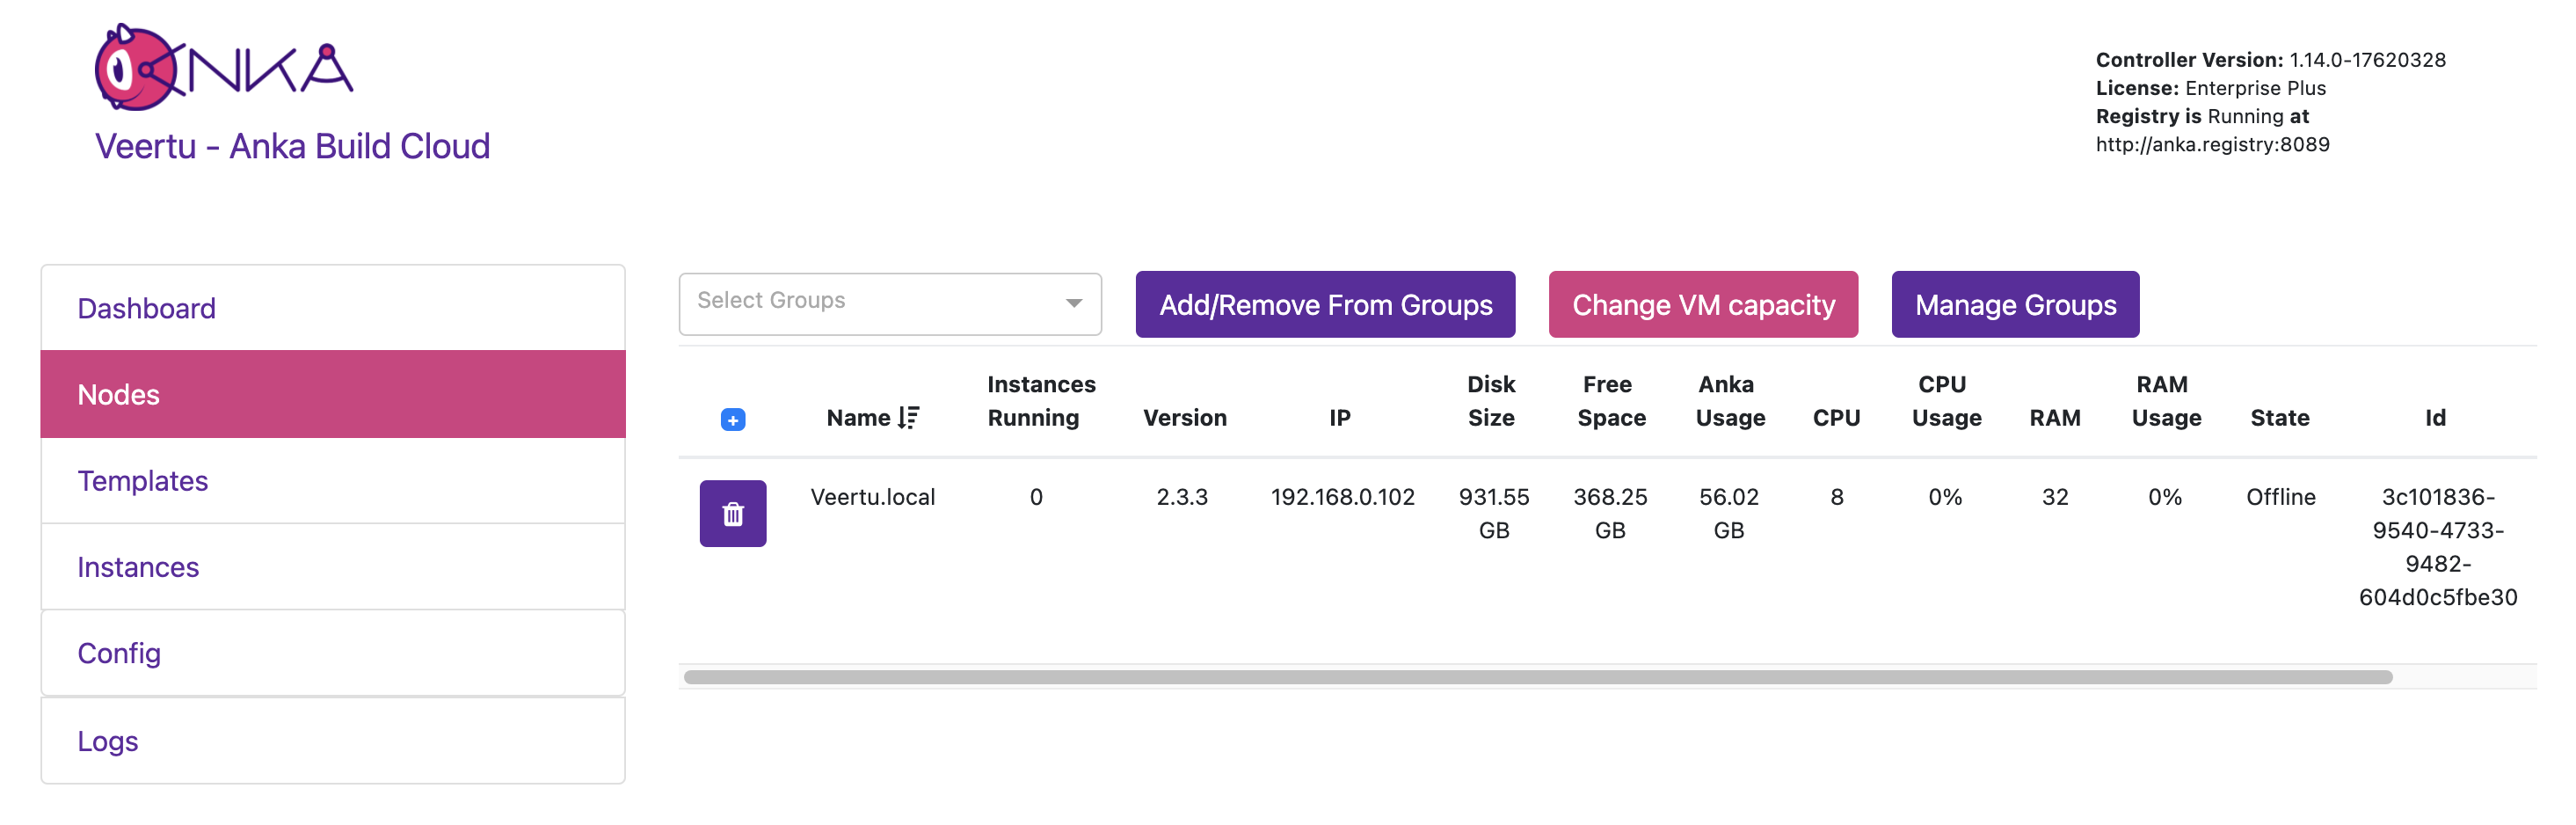 ANKA
Veertu - Anka Build Cloud
Controller Version: 1.14.0-17620328
License: Enterprise Plus
Registry is Running at
http://anka.registry:8089
Dashboard
Nodes
Templates
Instances
Config
Logs
Select Groups
Add/Remove From Groups
Change VM capacity
Manage Groups
Name
Instances Running
Version
IP
Disk Size
Free Space
Anka Usage
CPU
CPU Usage
RAM
RAM Usage
State
Id
Veertu.local
0
2.3.3
192.168.0.102
931.55 GB
368.25 GB
56.02 GB
8
0%
32
0%
Offline
3c101836-
9540-4733-
9482-
604d0c5fbe30